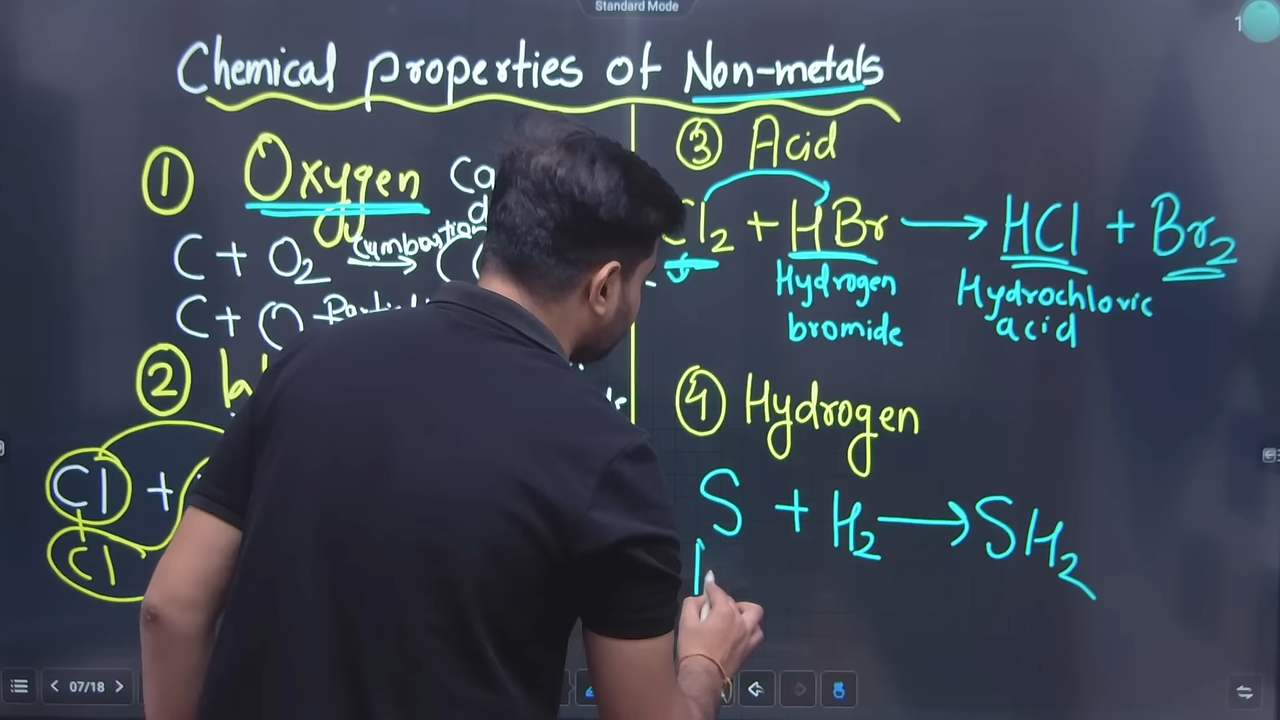 Standard Mode
Chemical properties of Non-metals
① Oxygen
C + O2 Cumbastion
C + O
②
Cl +
Cl
③ Acid
Cl2 + HBr → HCl + Br2
Hydrogen bromide
Hydrochloric acid
④ Hydrogen
S + H2 → SH2
07/18